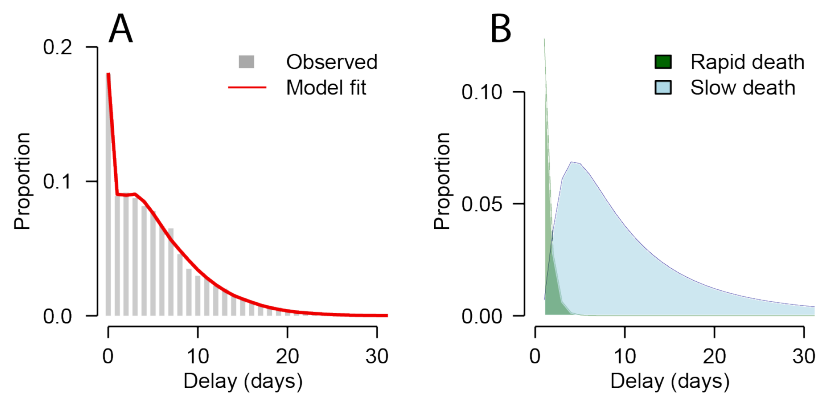 A
0.2
0.1
0.0
Proportion
Observed
Model fit
0
10
20
30
Delay (days)
B
0.10
0.05
0.00
Proportion
Rapid death
Slow death
0
10
20
30
Delay (days)